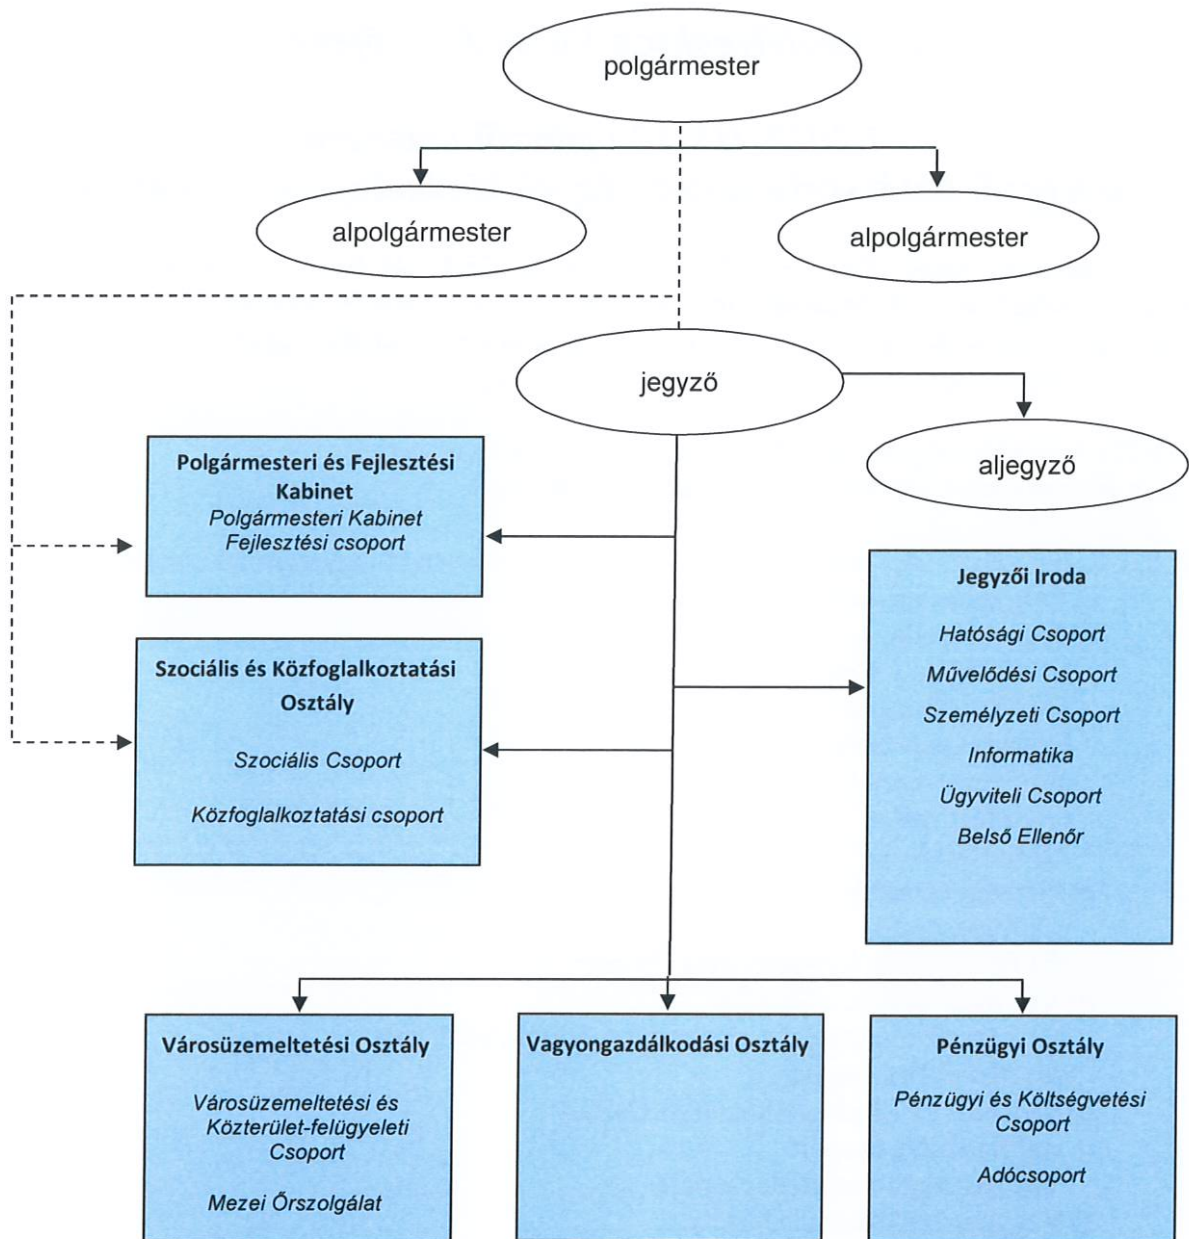 polgármester
alpolgármester
alpolgármester
jegyző
aljegyző
Polgármesteri és Fejlesztési
Kabinet
Polgármesteri Kabinet
Fejlesztési csoport
Jegyzői Iroda
Hatósági Csoport
Művelődési Csoport
Személyzeti Csoport
Informatika
Ügyviteli Csoport
Belső Ellenőr
Szociális és Közfoglalkoztatási
Osztály
Szociális Csoport
Közfoglalkoztatási csoport
Városüzemeltetési Osztály
Városüzemeltetési és
Közterület-felügyeleti
Csoport
Mezei Őrszolgálat
Vagyongazdálkodási Osztály
Pénzügyi Osztály
Pénzügyi és Költségvetési
Csoport
Adócsoport